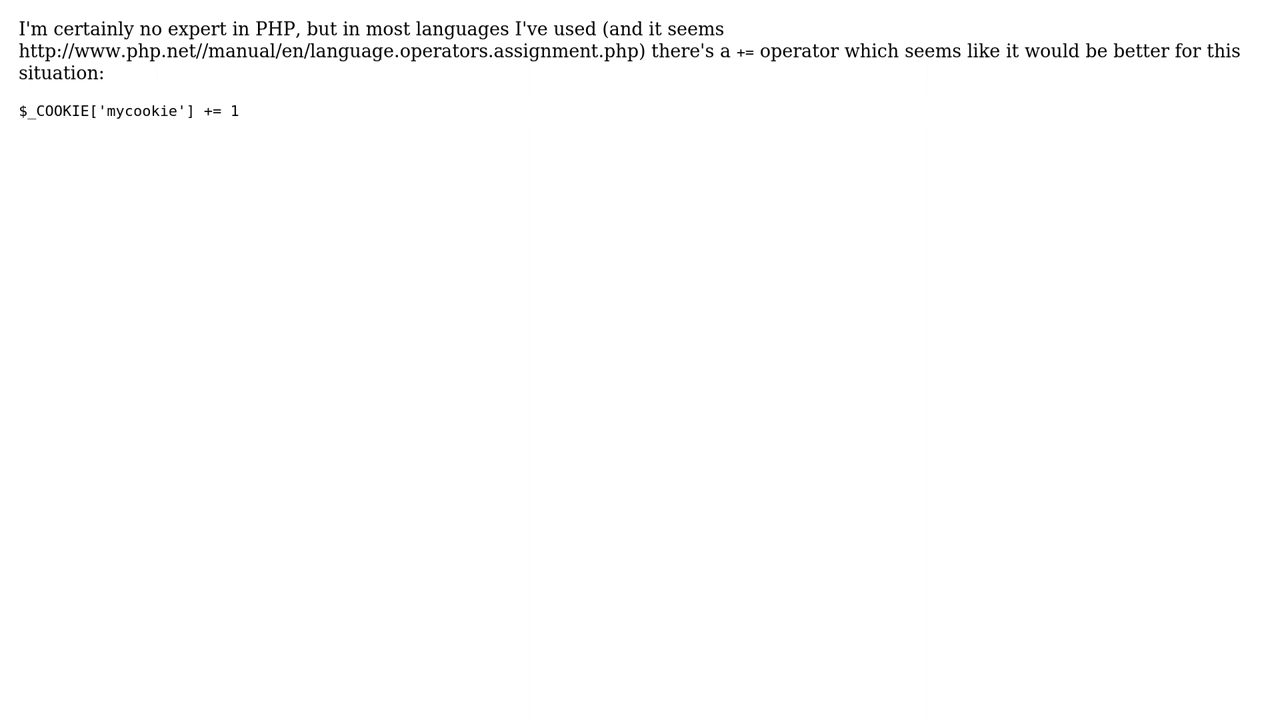 I'm certainly no expert in PHP, but in most languages I've used (and it seems
http://www.php.net//manual/en/language.operators.assignment.php) there's a += operator which seems like it would be better for this
situation:
$_COOKIE['mycookie'] += 1